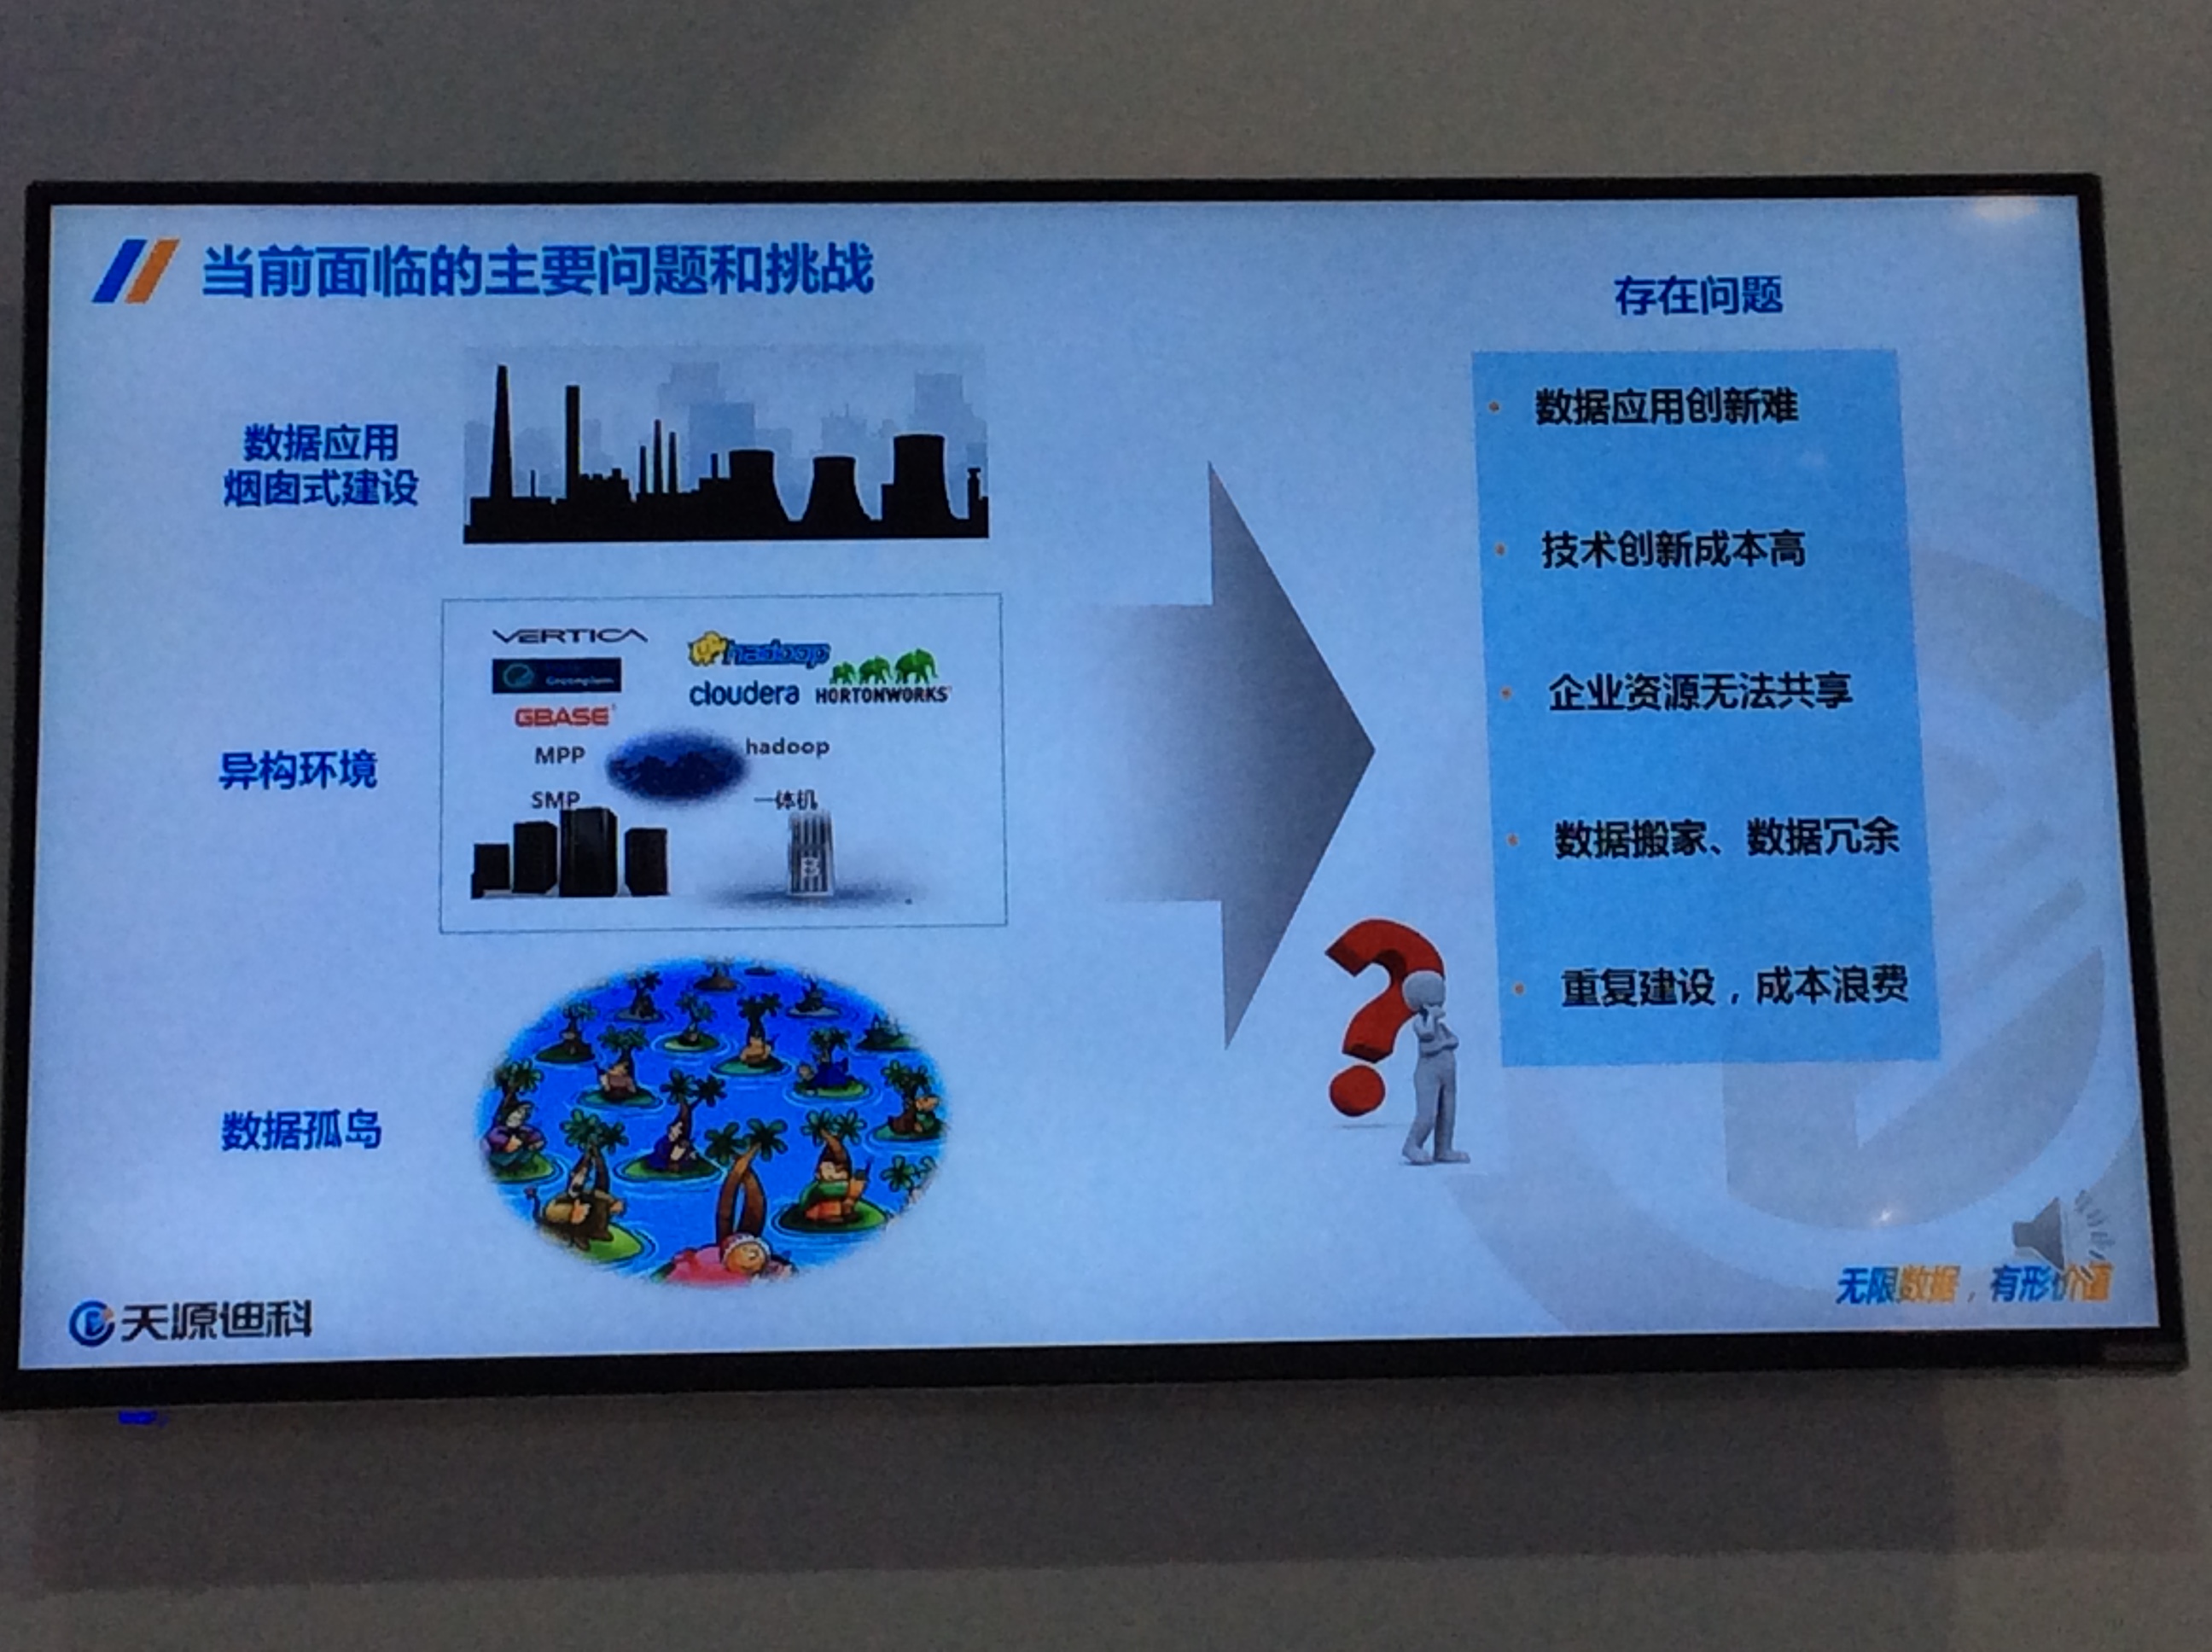 当前面临的主要问题和挑战
数据应用
烟囱式建设
VERTICA
Greenplum
GBASE
hadoop
cloudera
HORTONWORKS
MPP
hadoop
SMP
一体机
B
异构环境
数据孤岛
存在问题
数据应用创新难
技术创新成本高
企业资源无法共享
数据搬家、数据冗余
重复建设，成本浪费
天源迪科
无限数据，有形价值